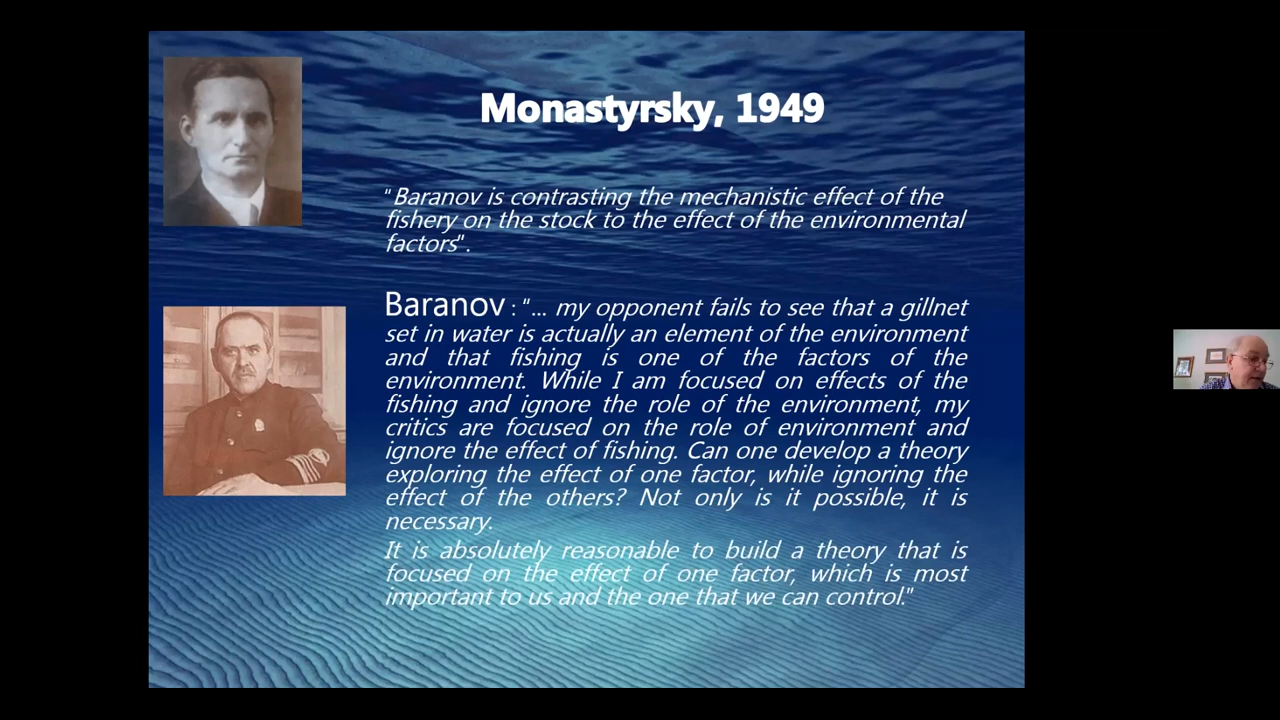 Monastyrsky, 1949
"Baranov is contrasting the mechanistic effect of the
fishery on the stock to the effect of the environmental
factors".
Baranov : "... my opponent fails to see that a gillnet
set in water is actually an element of the environment
and that fishing is one of the factors of the
environment. While I am focused on effects of the
fishing and ignore the role of the environment, my
critics are focused on the role of environment and
ignore the effect of fishing. Can one develop a theory
exploring the effect of one factor, while ignoring the
effect of the others? Not only is it possible, it is
necessary.
It is absolutely reasonable to build a theory that is
focused on the effect of one factor, which is most
important to us and the one that we can control."